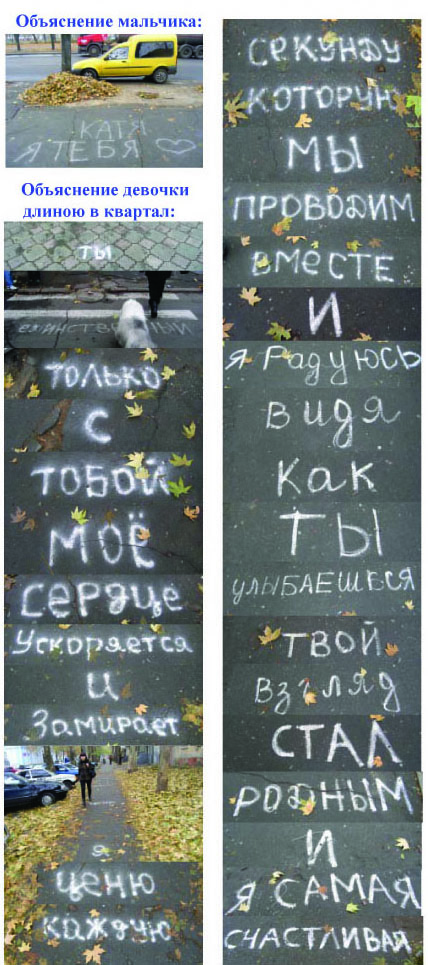 Объяснение мальчика:
КАТЯ
Я ТЕБЯ
Объяснение девочки
длиною в квартал:
ты
единственный
ТОЛЬКО
С
ТОБОЙ
МОЁ
сердце
Ускоряется
И
Замирает
я
ценю
каждую
СЕКУНДУ
КОТОРУЮ
МЫ
ПРОВОДИМ
ВМЕСТЕ
И
Я РадУЮСЬ
ВИДЯ
Как
ТЫ
УЛЫБАЕШЬСЯ
ТВОЙ
Взгляд
СТАЛ
РОДНЫМ
И
Я САМАЯ
СЧАСТЛИВАЯ